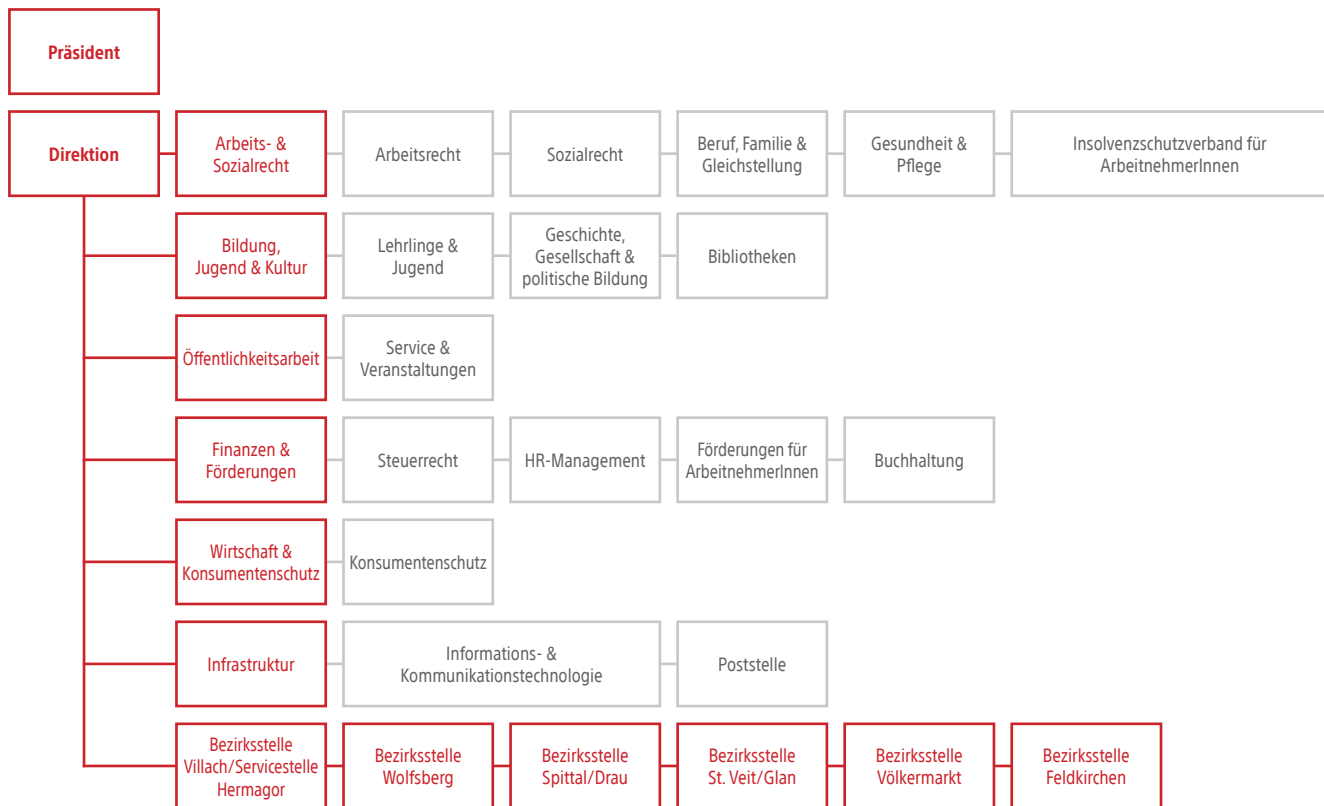 Präsident
Direktion
Arbeits- &
Sozialrecht
Arbeitsrecht
Sozialrecht
Beruf, Familie &
Gleichstellung
Gesundheit &
Pflege
Insolvenzschutzverband für
ArbeitnehmerInnen
Bildung,
Jugend & Kultur
Lehrlinge &
Jugend
Geschichte,
Gesellschaft &
politische Bildung
Bibliotheken
Öffentlichkeitsarbeit
Service &
Veranstaltungen
Finanzen &
Förderungen
Steuerrecht
HR-Management
Förderungen für
ArbeitnehmerInnen
Buchhaltung
Wirtschaft &
Konsumentenschutz
Konsumentenschutz
Infrastruktur
Informations- &
Kommunikationstechnologie
Poststelle
Bezirksstelle
Villach/Servicestelle
Hermagor
Bezirksstelle
Wolfsberg
Bezirksstelle
Spittal/Drau
Bezirksstelle
St. Veit/Glan
Bezirksstelle
Völkermarkt
Bezirksstelle
Feldkirchen